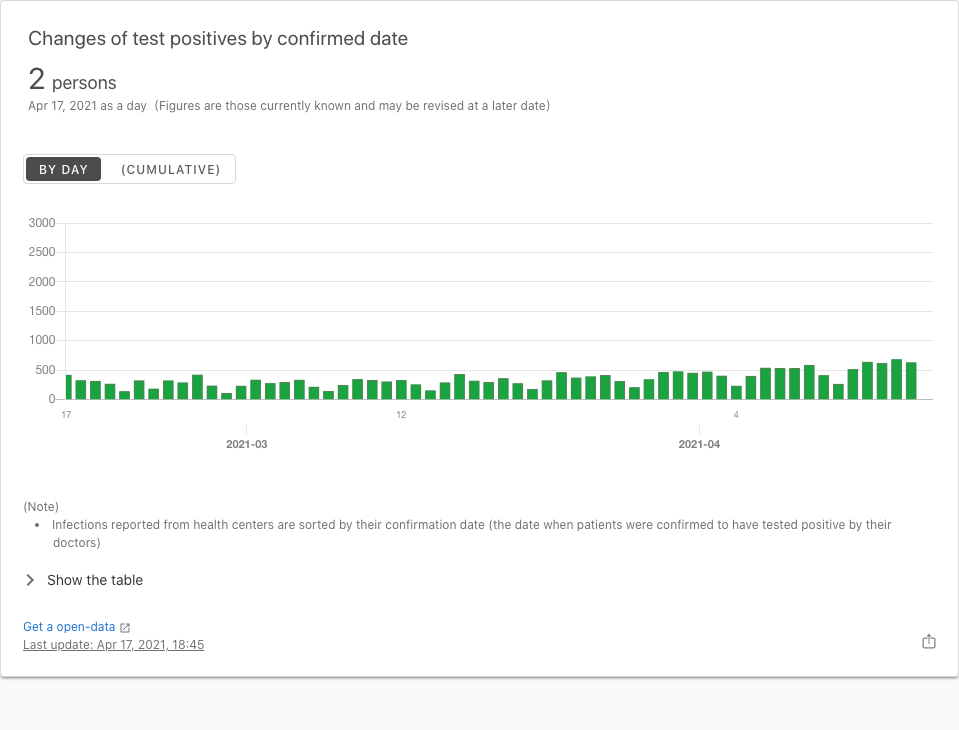 Changes of test positives by confirmed date
2 persons
Apr 17, 2021 as a day (Figures are those currently known and may be revised at a later date)
BY DAY (CUMULATIVE)
3000
2500
2000
1500
1000
500
0
17 12 4
2021-03 2021-04
(Note)
• Infections reported from health centers are sorted by their confirmation date (the date when patients were confirmed to have tested positive by their
doctors)
Show the table
Get a open-data
Last update: Apr 17, 2021, 18:45